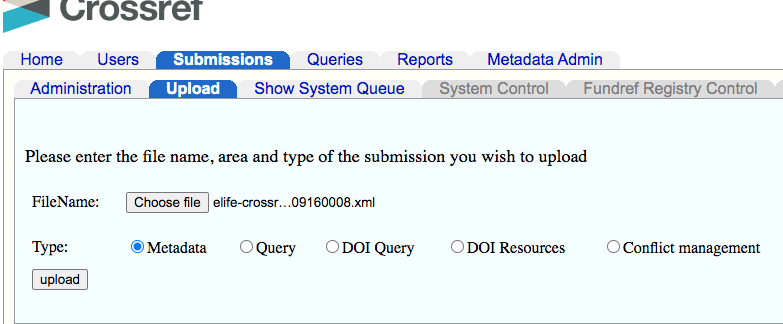 Crossref
Home Users Submissions Queries Reports Metadata Admin
Administration Upload Show System Queue System Control Fundref Registry Control
Please enter the file name, area and type of the submission you wish to upload
FileName: Choose file elife-crossr...09160008.xml
Type: Metadata Query DOI Query DOI Resources Conflict management
upload